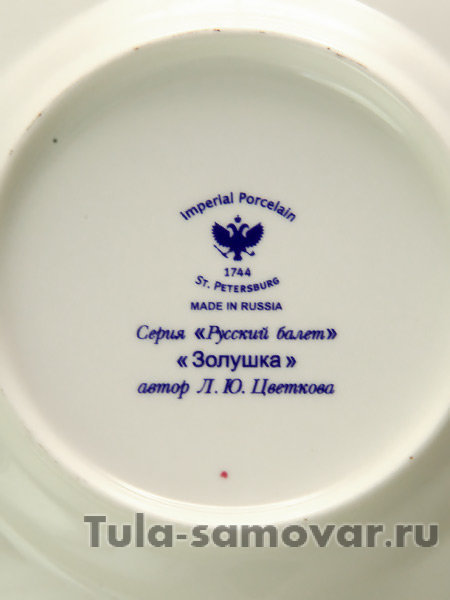 Imperial Porcelain
1744
ST. PETERSBURG
MADE IN RUSSIA
Серия «Русский балет»
«Золушка»
автор Л. Ю. Цветкова
Tula-samovar.ru